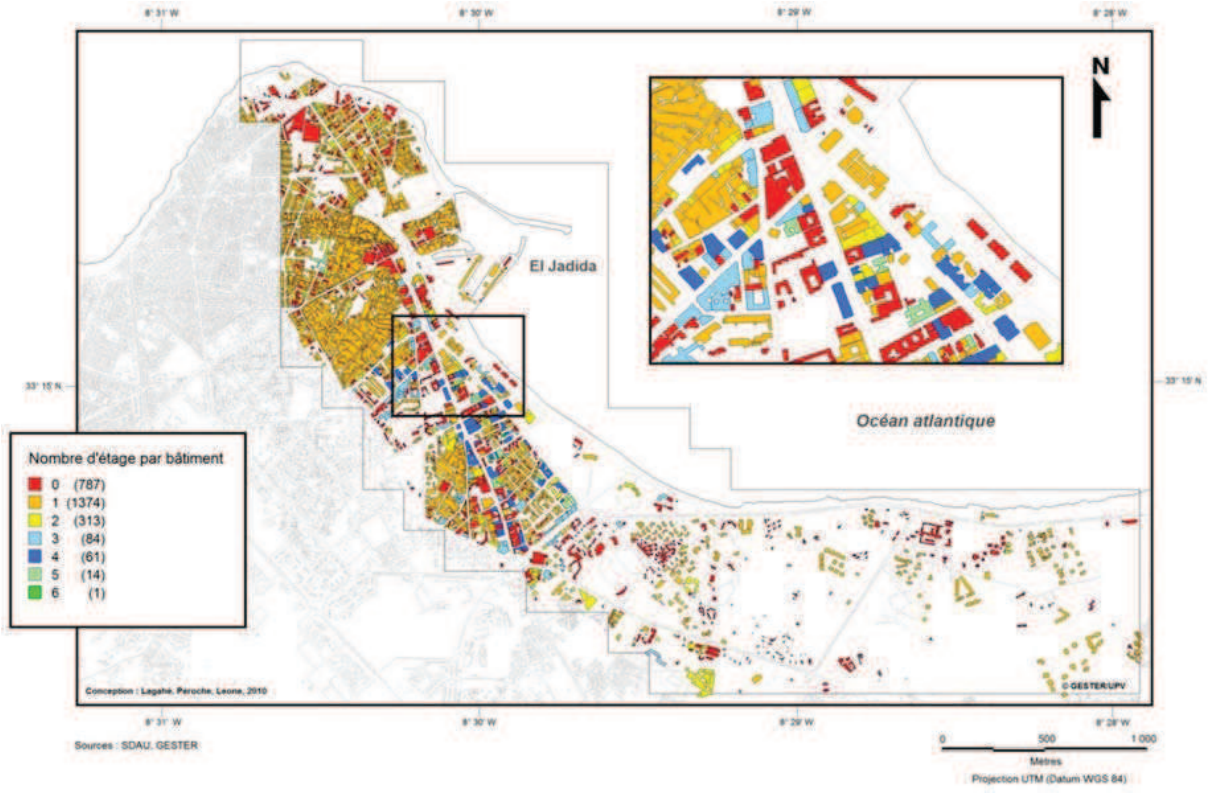 8° 31' W
8° 30' W
8° 29' W
8° 28' W
N
El Jadida
33° 15' N
33° 15' N
Océan atlantique
Nombre d'étage par bâtiment
0 (787)
1 (1374)
2 (313)
3 (84)
4 (61)
5 (14)
6 (1)
Conception : Lagahé, Péroche, Leone, 2010
© GESTER/UPV
8° 31' W
8° 30' W
8° 29' W
8° 28' W
Sources : SDAU, GESTER
0 500 1 000
Mètres
Projection UTM (Datum WGS 84)